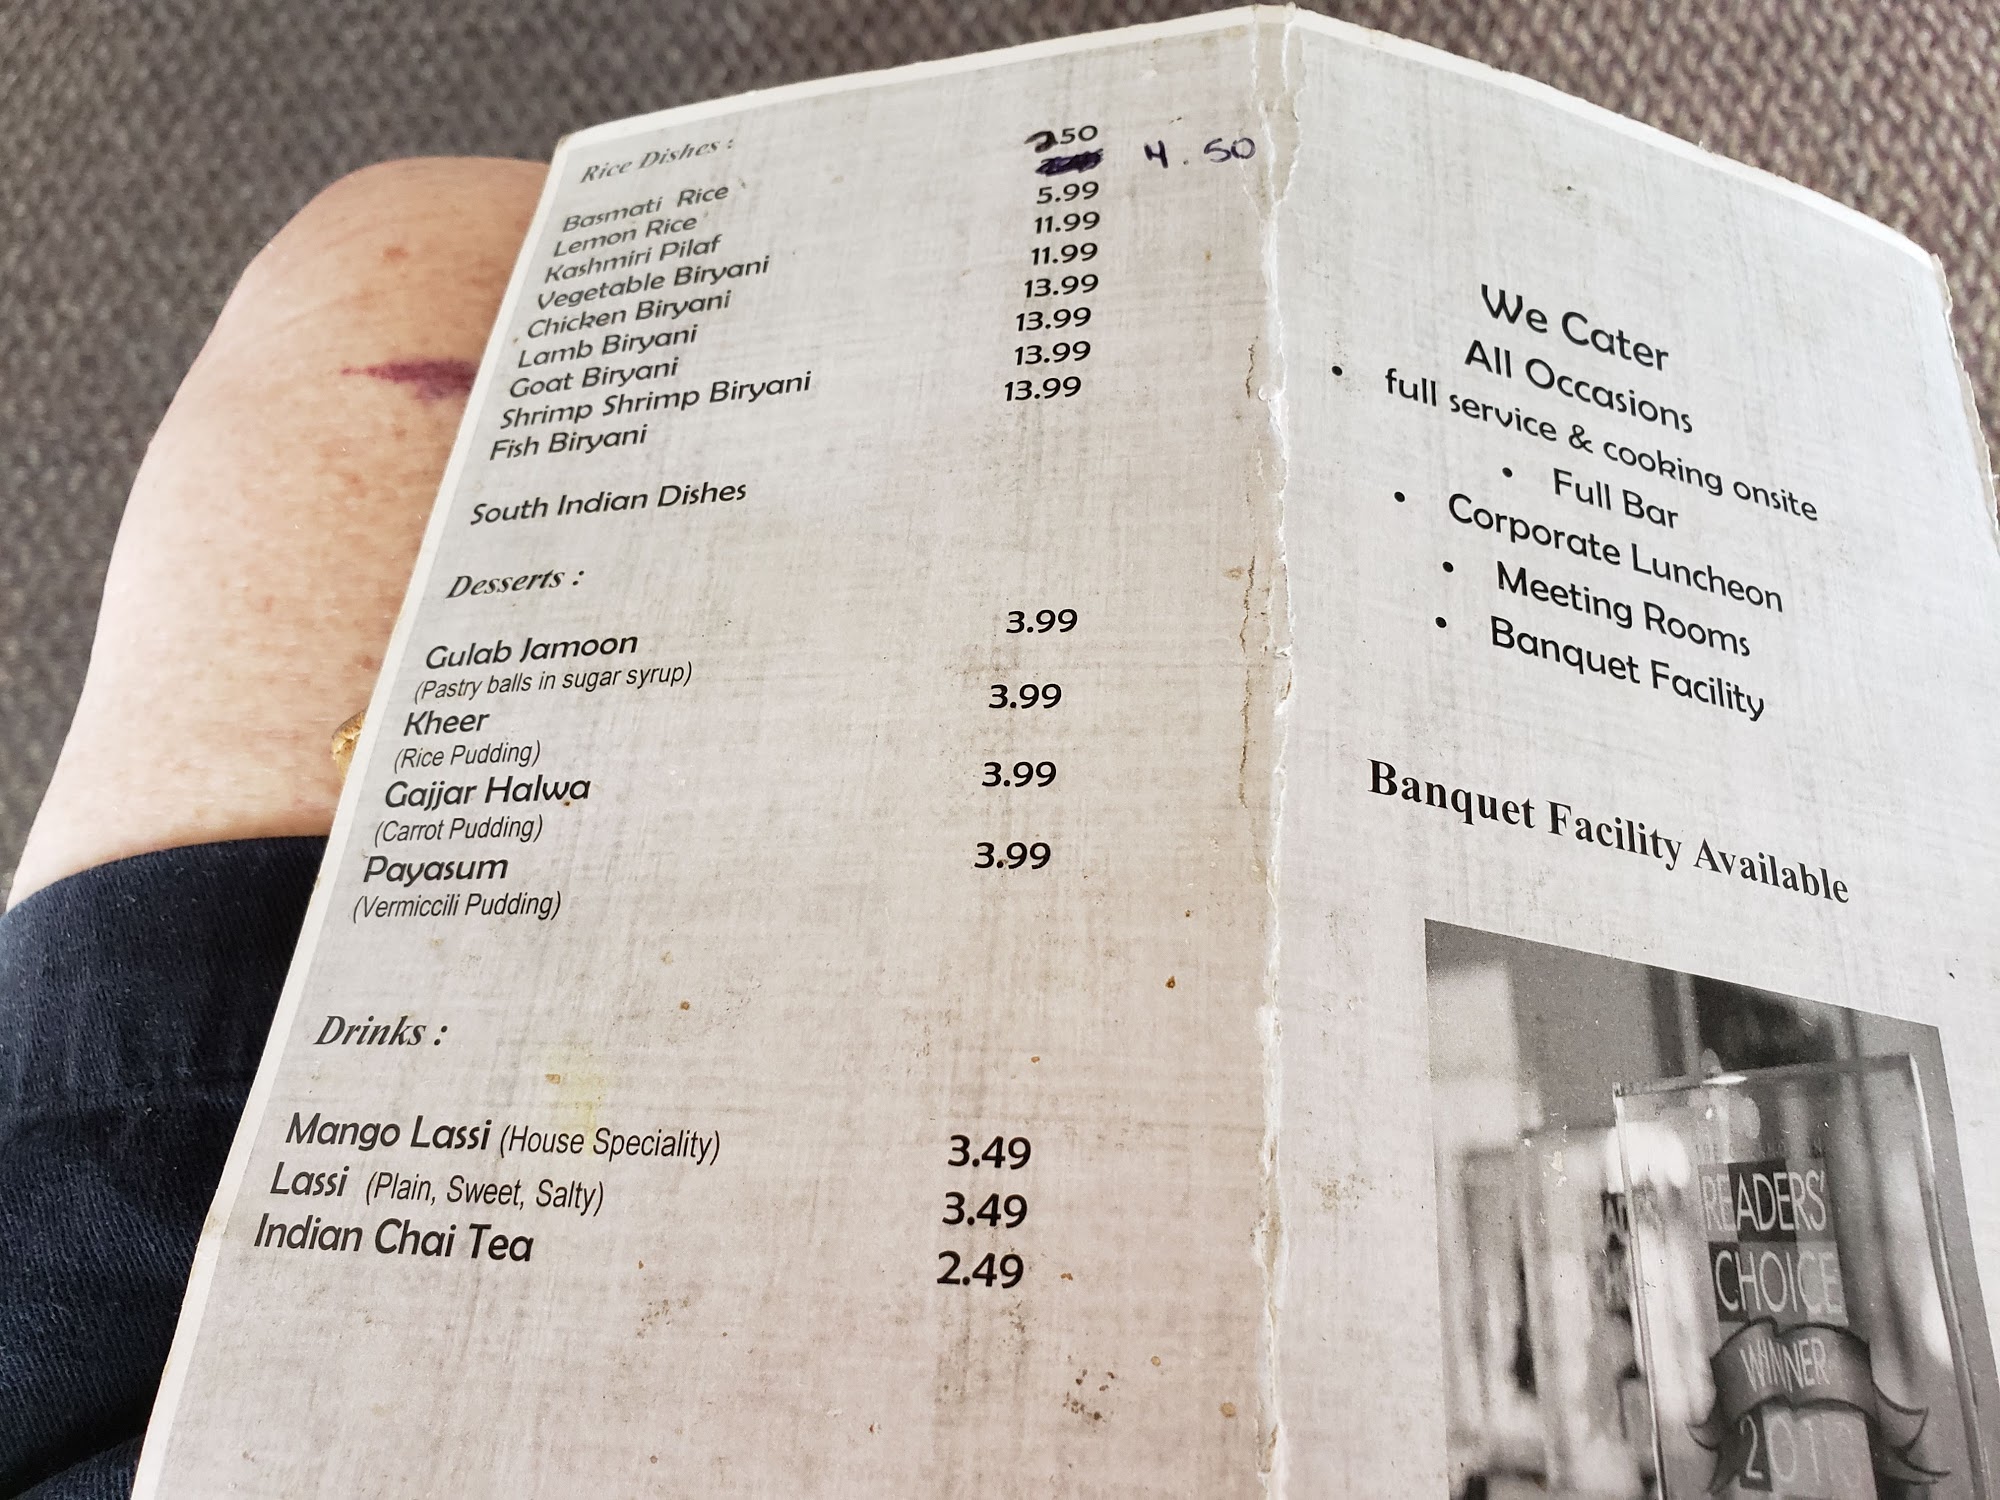 Rice Dishes :
Basmati Rice 2.50
Lemon Rice 4.50
Kashmiri Pilaf 5.99
Vegetable Biryani 11.99
Chicken Biryani 11.99
Lamb Biryani 13.99
Goat Biryani 13.99
Shrimp Shrimp Biryani 13.99
Fish Biryani 13.99
South Indian Dishes
Desserts :
Gulab Jamoon 3.99
(Pastry balls in sugar syrup)
Kheer 3.99
(Rice Pudding)
Gajjar Halwa 3.99
(Carrot Pudding)
Payasum 3.99
(Vermiccili Pudding)
Drinks :
Mango Lassi (House Speciality) 3.49
Lassi (Plain, Sweet, Salty) 3.49
Indian Chai Tea 2.49
We Cater
All Occasions
• full service & cooking onsite
• Full Bar
• Corporate Luncheon
• Meeting Rooms
• Banquet Facility
Banquet Facility Available
READERS'
CHOICE
WINNER